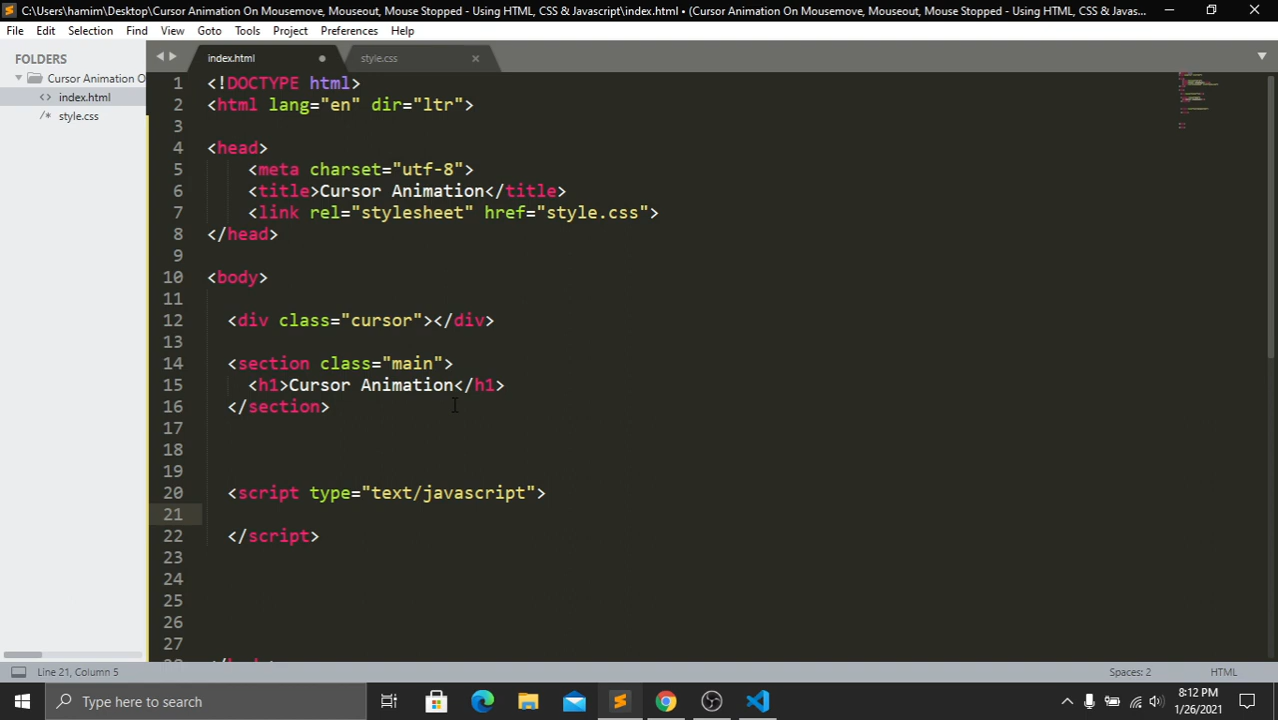 C:\Users\hamim\Desktop\Cursor Animation On Mousemove, Mouseout, Mouse Stopped - Using HTML, CSS & Javascript\index.html • (Cursor Animation On Mousemove, Mouseout, Mouse Stopped - Using HTML, CSS & Javas...
File Edit Selection Find View Goto Tools Project Preferences Help
FOLDERS
Cursor Animation O
index.html
style.css
index.html style.css
1 <!DOCTYPE html>
2 <html lang="en" dir="ltr">
3
4 <head>
5 <meta charset="utf-8">
6 <title>Cursor Animation</title>
7 <link rel="stylesheet" href="style.css">
8 </head>
9
10 <body>
11
12 <div class="cursor"></div>
13
14 <section class="main">
15 <h1>Cursor Animation</h1>
16 </section>
17
18
19
20 <script type="text/javascript">
21
22 </script>
23
24
25
26
27
Line 21, Column 5 Spaces: 2 HTML
Type here to search
8:12 PM
1/26/2021